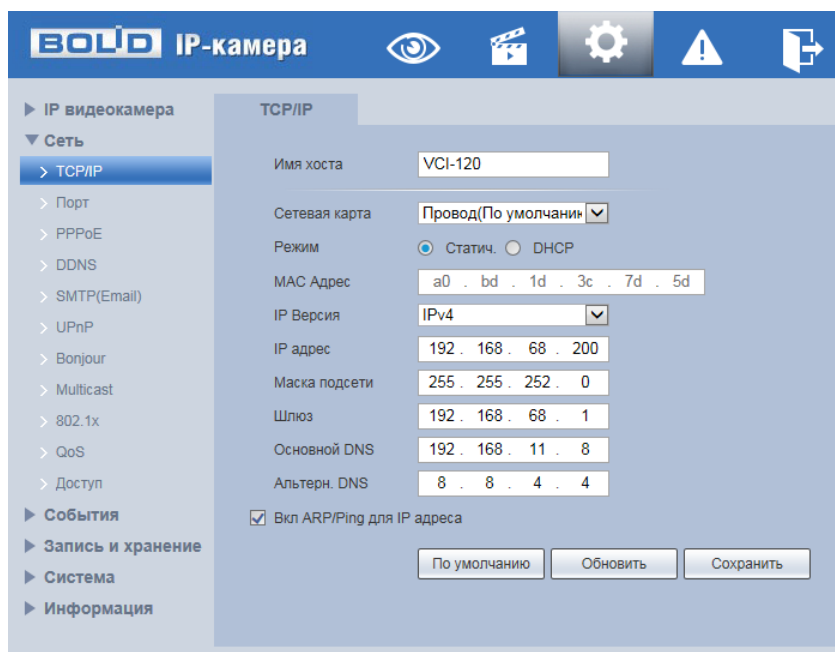 BOLID IP-камера
IP видеокамера
Сеть
TCP/IP
Порт
PPPoE
DDNS
SMTP(Email)
UPnP
Bonjour
Multicast
802.1x
QoS
Доступ
События
Запись и хранение
Система
Информация
TCP/IP
Имя хоста VCI-120
Сетевая карта Провод(По умолчанию
Режим Статич. DHCP
MAC Адрес a0 . bd . 1d . 3c . 7d . 5d
IP Версия IPv4
IP адрес 192 . 168 . 68 . 200
Маска подсети 255 . 255 . 252 . 0
Шлюз 192 . 168 . 68 . 1
Основной DNS 192 . 168 . 11 . 8
Альтерн. DNS 8 . 8 . 4 . 4
Вкл ARP/Ping для IP адреса
По умолчанию Обновить Сохранить